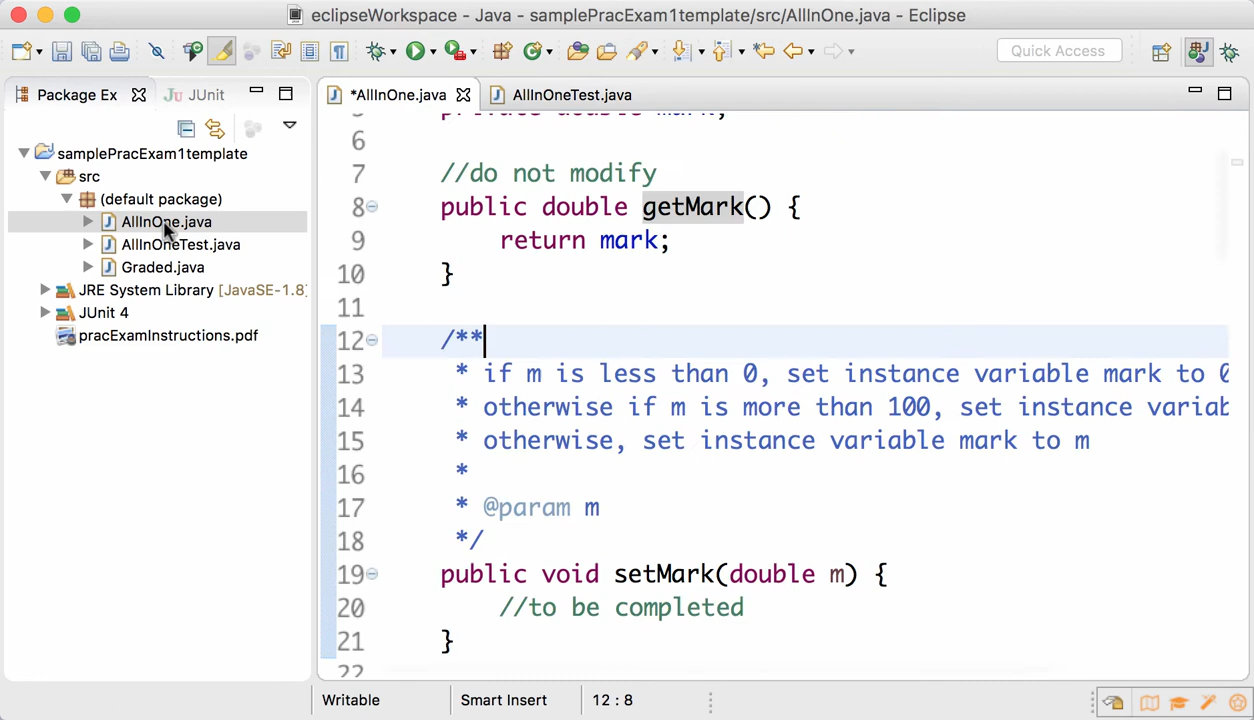 eclipseWorkspace - Java - samplePracExam1template/src/AllInOne.java - Eclipse
Quick Access
Package Ex
JUnit
*AllInOne.java
AllInOneTest.java
samplePracExam1template
src
(default package)
AllInOne.java
AllInOneTest.java
Graded.java
JRE System Library [JavaSE-1.8]
JUnit 4
pracExamInstructions.pdf
6
7 //do not modify
8 public double getMark() {
9 return mark;
10 }
11
12 /**
13 * if m is less than 0, set instance variable mark to 0
14 * otherwise if m is more than 100, set instance variab
15 * otherwise, set instance variable mark to m
16 *
17 * @param m
18 */
19 public void setMark(double m) {
20 //to be completed
21 }
22
Writable
Smart Insert
12 : 8